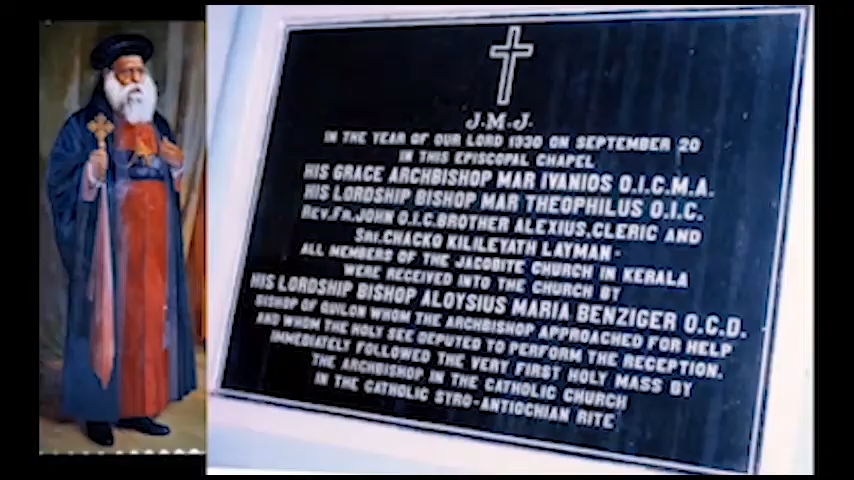 J.M.J.
IN THE YEAR OF OUR LORD 1930 ON SEPTEMBER 20
IN THIS EPISCOPAL CHAPEL
HIS GRACE ARCHBISHOP MAR IVANIOS O.I.C.M.A.
HIS LORDSHIP BISHOP MAR THEOPHILUS O.I.C.
REV.FR.JOHN O.I.C.BROTHER ALEXIUS,CLERIC AND
SRI.CHACKO KILILEYATH LAYMAN-
ALL MEMBERS OF THE JACOBITE CHURCH IN KERALA
WERE RECEIVED INTO THE CHURCH BY
HIS LORDSHIP BISHOP ALOYSIUS MARIA BENZIGER O.C.D.
BISHOP OF QUILON WHOM THE ARCHBISHOP APPROACHED FOR HELP
AND WHOM THE HOLY SEE DEPUTED TO PERFORM THE RECEPTION.
IMMEDIATELY FOLLOWED THE VERY FIRST HOLY MASS BY
THE ARCHBISHOP IN THE CATHOLIC CHURCH
IN THE CATHOLIC SYRO-ANTIOCHIAN RITE